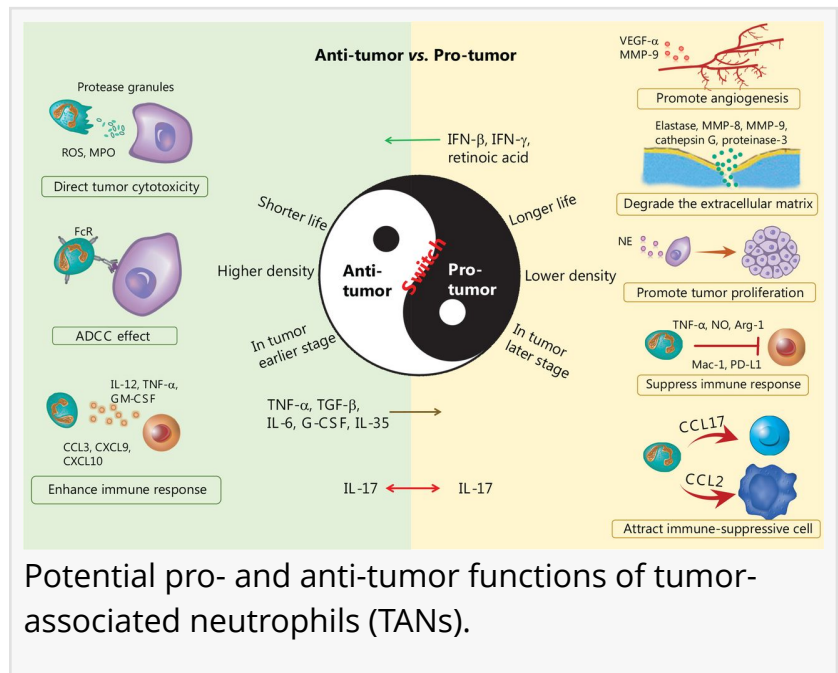 Anti-tumor vs. Pro-tumor
Protease granules
ROS, MPO
Direct tumor cytotoxicity
FcR
ADCC effect
IL-12, TNF-α,
GM-CSF
CCL3, CXCL9,
CXCL10
Enhance immune response
IFN-β, IFN-γ,
retinoic acid
Shorter life
Higher density
In tumor
earlier stage
Anti-
tumor
Switch
Pro-
tumor
Longer life
Lower density
In tumor
later stage
TNF-α, TGF-β,
IL-6, G-CSF, IL-35
IL-17
IL-17
VEGF-α
MMP-9
Promote angiogenesis
Elastase, MMP-8, MMP-9,
cathepsin G, proteinase-3
Degrade the extracellular matrix
NE
Promote tumor proliferation
TNF-α, NO, Arg-1
Mac-1, PD-L1
Suppress immune response
CCL17
CCL2
Attract immune-suppressive cell
Potential pro- and anti-tumor functions of tumor-
associated neutrophils (TANs).